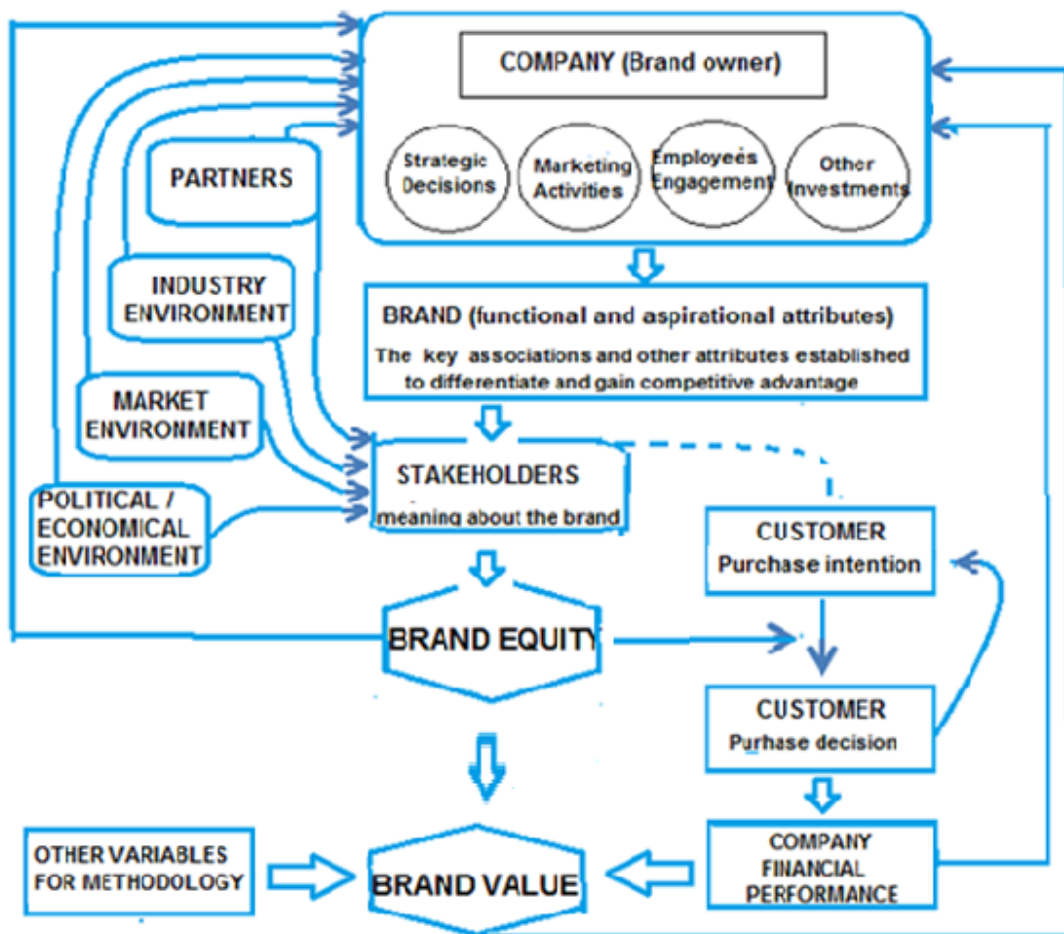 COMPANY (Brand owner)
Strategic
Decisions
Marketing
Activities
Employees
Engagement
Other
Investments
PARTNERS
INDUSTRY
ENVIRONMENT
MARKET
ENVIRONMENT
POLITICAL /
ECONOMICAL
ENVIRONMENT
BRAND (functional and aspirational attributes)
The key associations and other attributes established
to differentiate and gain competitive advantage
STAKEHOLDERS
meaning about the brand
CUSTOMER
Purchase intention
BRAND EQUITY
CUSTOMER
Purhase decision
OTHER VARIABLES
FOR METHODOLOGY
BRAND VALUE
COMPANY
FINANCIAL
PERFORMANCE